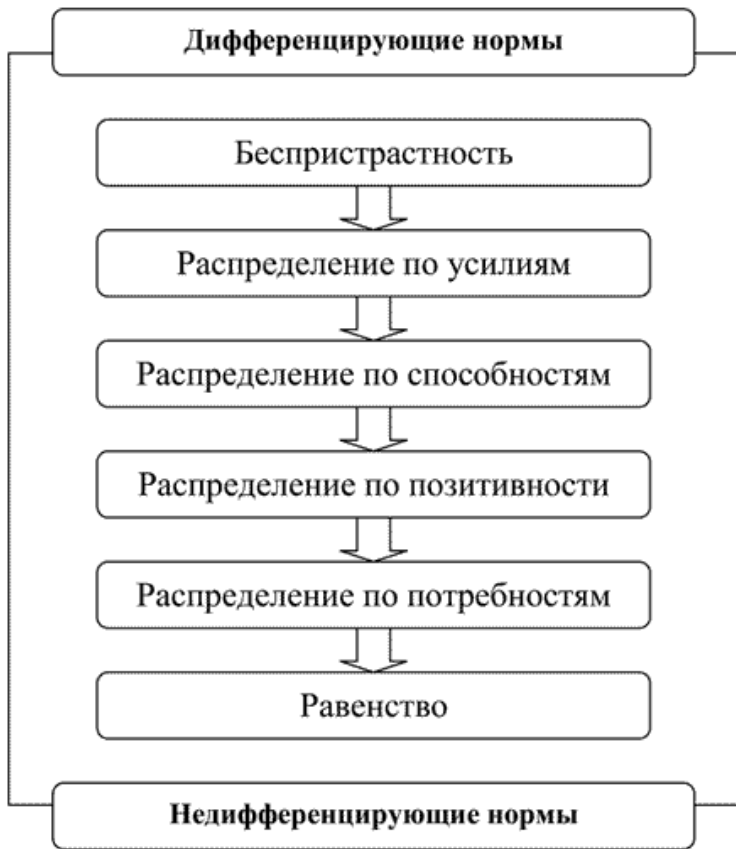 Дифференцирующие нормы
Беспристрастность
Распределение по усилиям
Распределение по способностям
Распределение по позитивности
Распределение по потребностям
Равенство
Недифференцирующие нормы